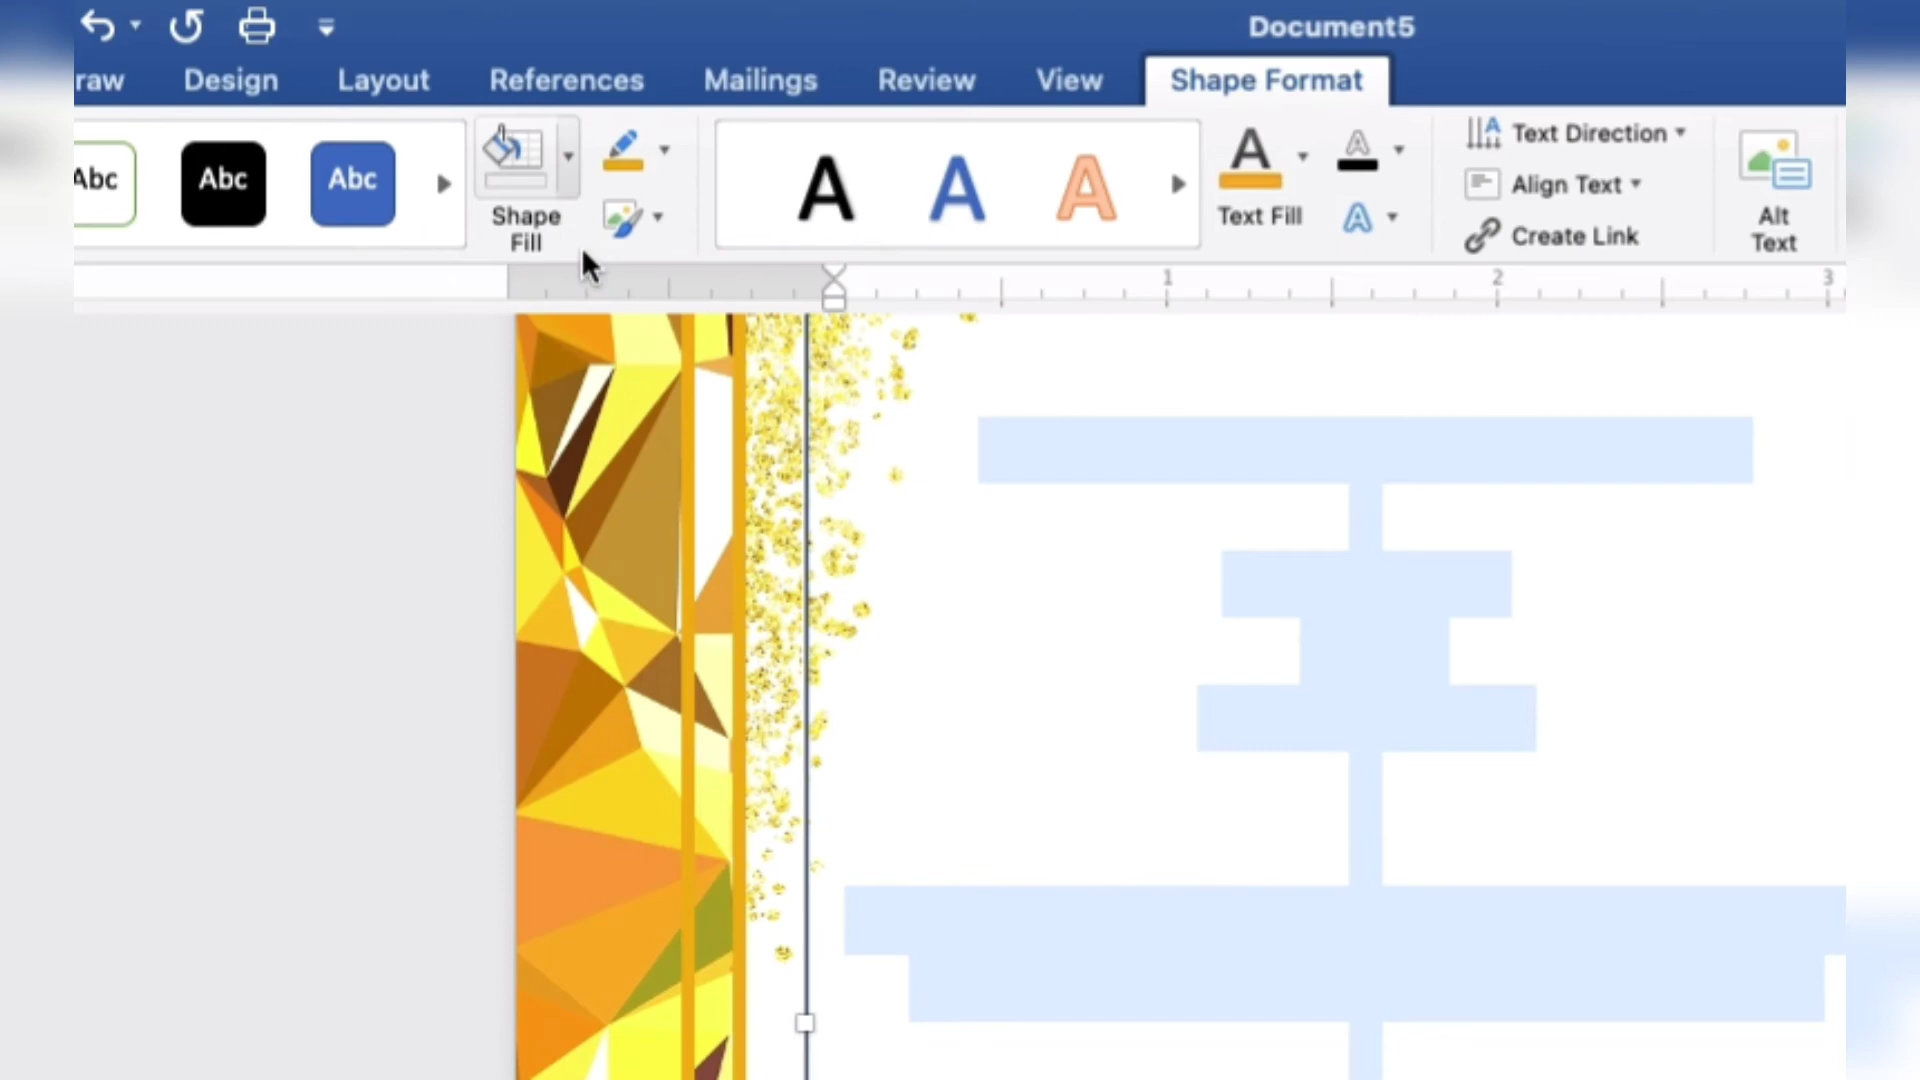 Document5
raw Design Layout References Mailings Review View Shape Format
Abc Abc Abc
Shape
Fill
A A A
A
Text Fill
A
A
Text Direction
Align Text
Create Link
Alt
Text
1 2 3